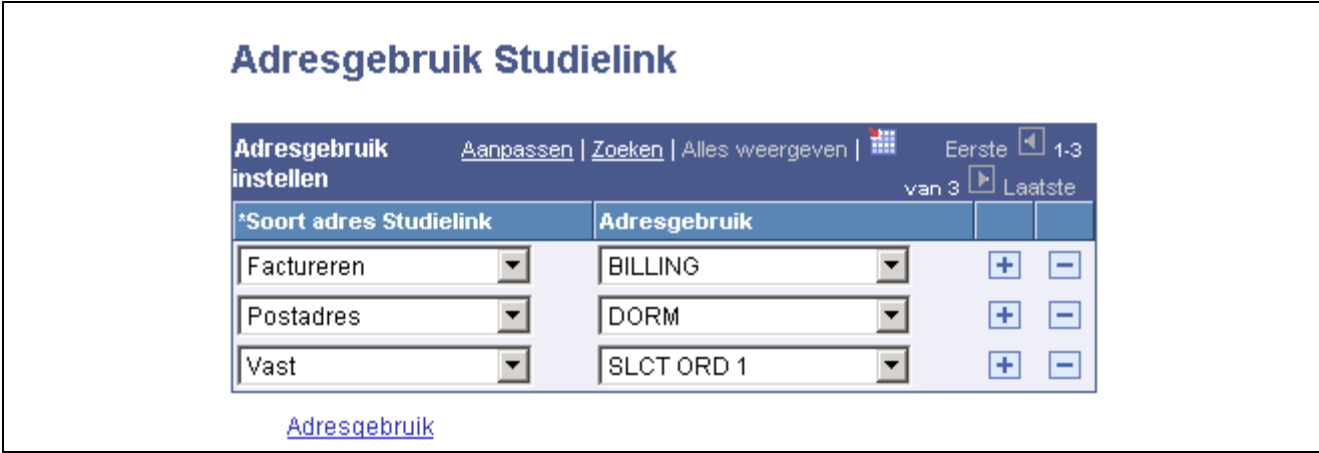 Adresgebruik Studielink
Adresgebruik instellen
Aanpassen | Zoeken | Alles weergeven |
Eerste 1-3 van 3 Laatste
*Soort adres Studielink Adresgebruik
Factureren BILLING
Postadres DORM
Vast SLCT ORD 1
Adresgebruik